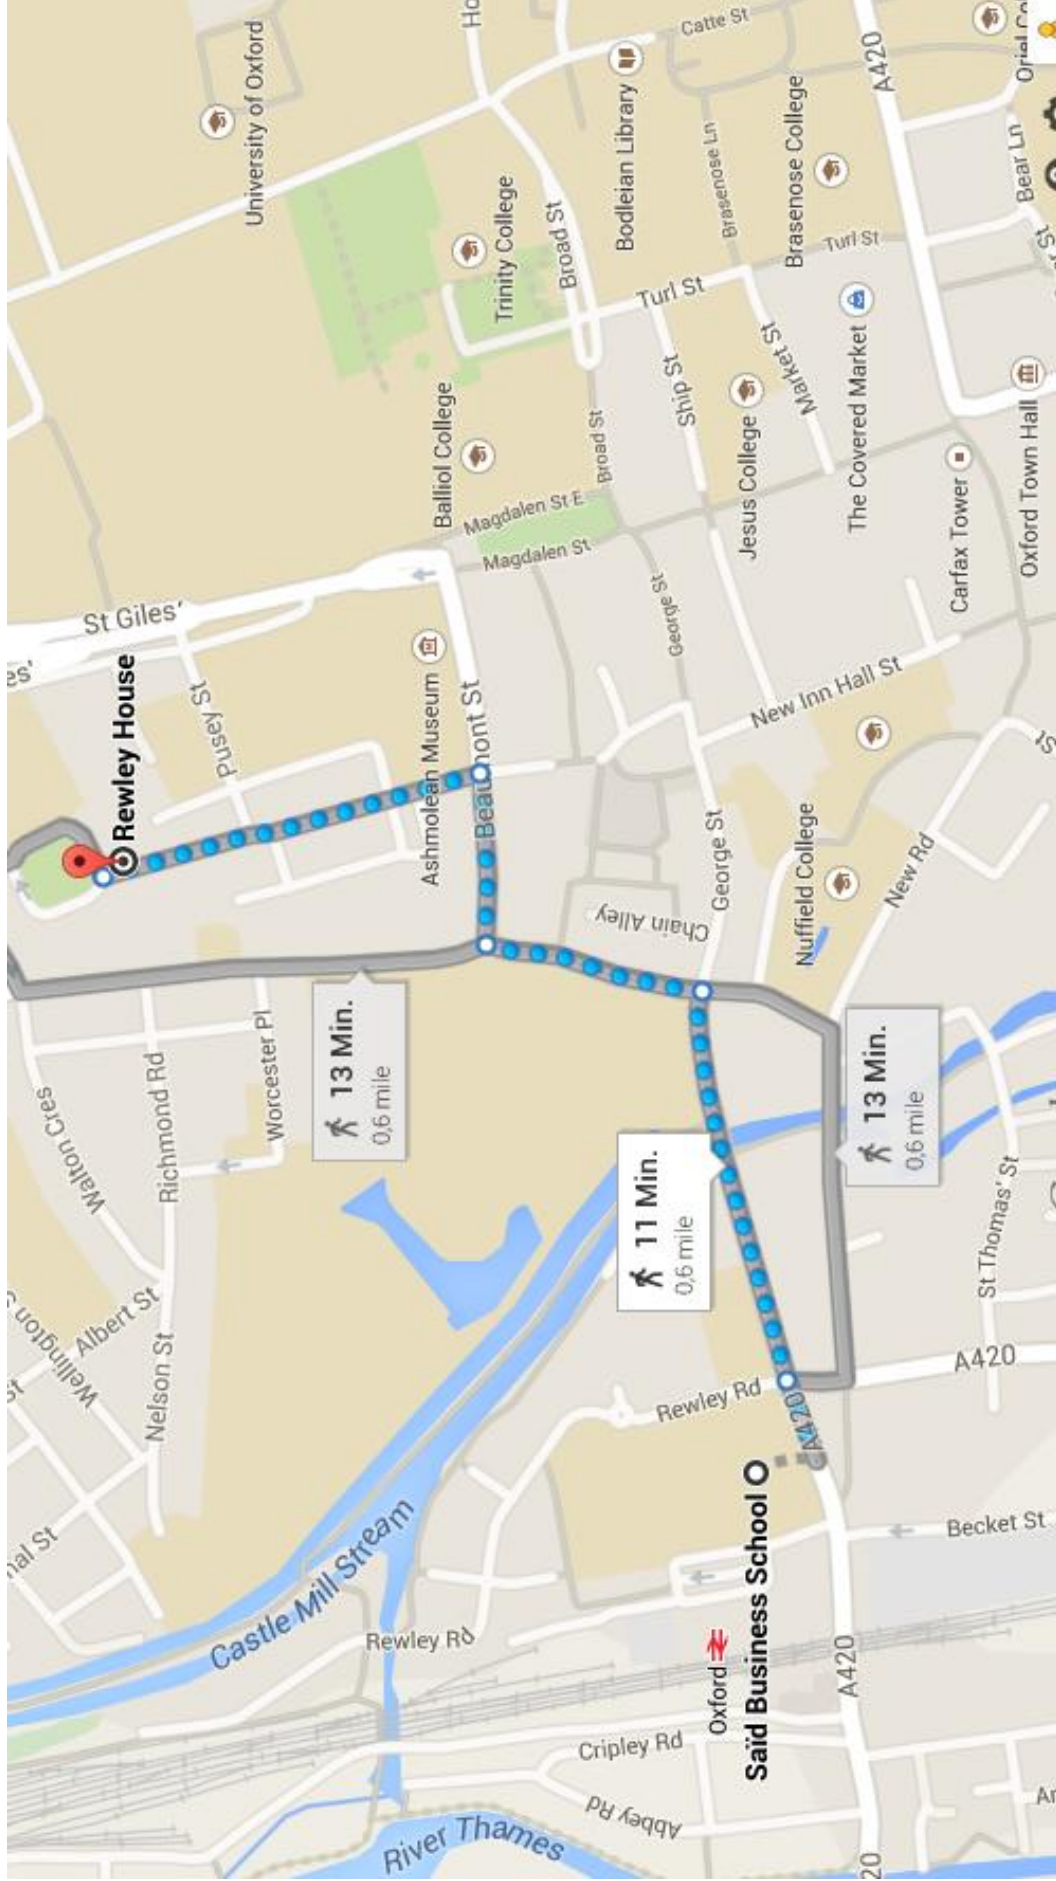 University of Oxford
Catte St
A420
Bodleian Library
Brasenose Ln
Brasenose College
Bear Ln
Trinity College
Broad St
Turl St
Turl St
Balliol College
Magdalen St E
Broad St
Ship St
Market St
Jesus College
The Covered Market
Carfax Tower
Oxford Town Hall
Magdalen St
St Giles'
es'
Rewley House
Pusey St
Ashmolean Museum
Beaumont St
George St
New Inn Hall St
George St
Chain Alley
Nuffield College
New Rd
13 Min.
0,6 mile
11 Min.
0,6 mile
13 Min.
0,6 mile
Walton Cres
Richmond Rd
Worcester Pl
Albert St
Nelson St
St Thomas' St
A420
Rewley Rd
A420
Castle Mill Stream
Saïd Business School
Becket St
Rewley Rd
Oxford
A420
Cripley Rd
Abbey Rd
River Thames
20